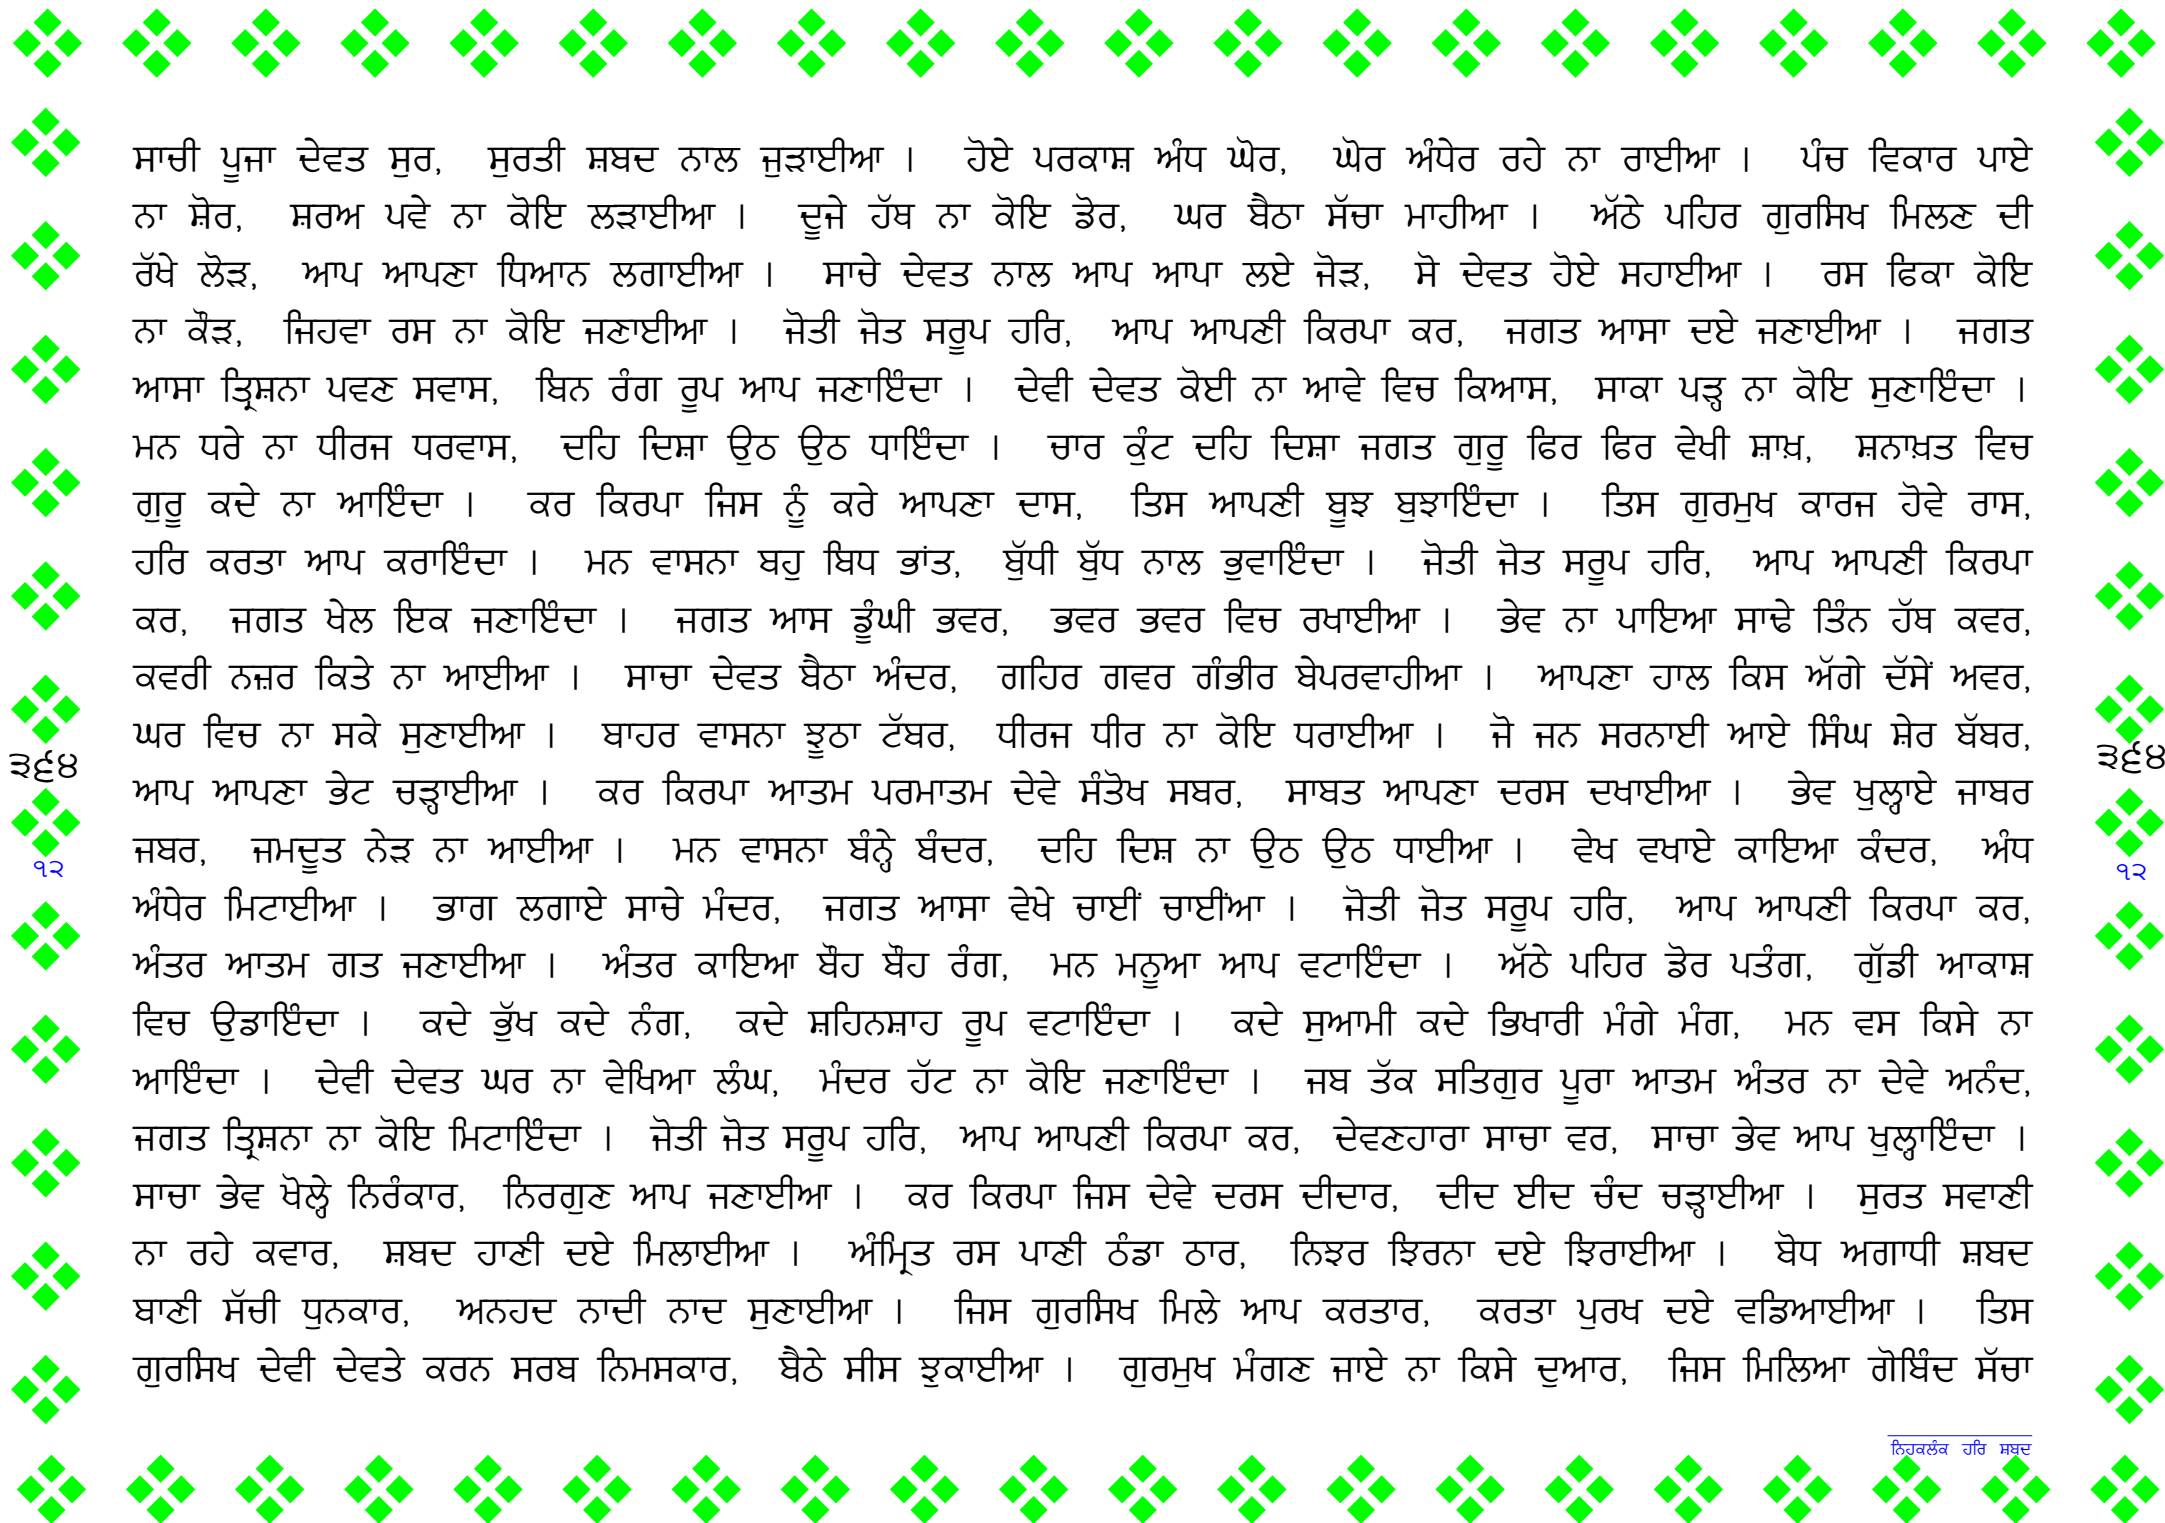 ਸਾਚੀ ਪੂਜਾ ਦੇਵਤ ਸੁਰ, ਸੁਰਤੀ ਸ਼ਬਦ ਨਾਲ ਜੁੜਾਈਆ । ਹੋਏ ਪਰਕਾਸ਼ ਅੰਧ ਘੋਰ, ਘੋਰ ਅੰਧੇਰ ਰਹੇ ਨਾ ਰਾਈਆ । ਪੰਚ ਵਿਕਾਰ ਪਾਏ
ਨਾ ਸ਼ੋਰ, ਸ਼ਰਅ ਪਵੇ ਨਾ ਕੋਇ ਲੜਾਈਆ । ਦੂਜੇ ਹੱਥ ਨਾ ਕੋਇ ਡੋਰ, ਘਰ ਬੈਠਾ ਸੱਚਾ ਮਾਹੀਆ । ਅੱਠੇ ਪਹਿਰ ਗੁਰਸਿਖ ਮਿਲਣ ਦੀ
ਰੱਖੇ ਲੋੜ, ਆਪ ਆਪਣਾ ਧਿਆਨ ਲਗਾਈਆ । ਸਾਚੇ ਦੇਵਤ ਨਾਲ ਆਪ ਆਪਾ ਲਏ ਜੋੜ, ਸੋ ਦੇਵਤ ਹੋਏ ਸਹਾਈਆ । ਰਸ ਫਿਕਾ ਕੋਇ
ਨਾ ਕੌੜ, ਜਿਹਵਾ ਰਸ ਨਾ ਕੋਇ ਜਣਾਈਆ । ਜੋਤੀ ਜੋਤ ਸਰੂਪ ਹਰਿ, ਆਪ ਆਪਣੀ ਕਿਰਪਾ ਕਰ, ਜਗਤ ਆਸਾ ਦਏ ਜਣਾਈਆ । ਜਗਤ
ਆਸਾ ਤ੍ਰਿਸ਼ਨਾ ਪਵਣ ਸਵਾਸ, ਬਿਨ ਰੰਗ ਰੂਪ ਆਪ ਜਣਾਇੰਦਾ । ਦੇਵੀ ਦੇਵਤ ਕੋਈ ਨਾ ਆਵੇ ਵਿਚ ਕਿਆਸ, ਸਾਕਾ ਪੜ੍ਹ ਨਾ ਕੋਇ ਸੁਣਾਇੰਦਾ ।
ਮਨ ਧਰੇ ਨਾ ਧੀਰਜ ਧਰਵਾਸ, ਦਹਿ ਦਿਸ਼ਾ ਉਠ ਉਠ ਧਾਇੰਦਾ । ਚਾਰ ਕੁੰਟ ਦਹਿ ਦਿਸ਼ਾ ਜਗਤ ਗੁਰੂ ਫਿਰ ਫਿਰ ਵੇਖੀ ਸ਼ਾਖ਼, ਸ਼ਨਾਖ਼ਤ ਵਿਚ
ਗੁਰੂ ਕਦੇ ਨਾ ਆਇੰਦਾ । ਕਰ ਕਿਰਪਾ ਜਿਸ ਨੂੰ ਕਰੇ ਆਪਣਾ ਦਾਸ, ਤਿਸ ਆਪਣੀ ਬੂਝ ਬੁਝਾਇੰਦਾ । ਤਿਸ ਗੁਰਮੁਖ ਕਾਰਜ ਹੋਵੇ ਰਾਸ,
ਹਰਿ ਕਰਤਾ ਆਪ ਕਰਾਇੰਦਾ । ਮਨ ਵਾਸਨਾ ਬਹੁ ਬਿਧ ਭਾਂਤ, ਬੁੱਧੀ ਬੁੱਧ ਨਾਲ ਭੁਵਾਇੰਦਾ । ਜੋਤੀ ਜੋਤ ਸਰੂਪ ਹਰਿ, ਆਪ ਆਪਣੀ ਕਿਰਪਾ
ਕਰ, ਜਗਤ ਖੇਲ ਇਕ ਜਣਾਇੰਦਾ । ਜਗਤ ਆਸ ਡੂੰਘੀ ਭਵਰ, ਭਵਰ ਭਵਰ ਵਿਚ ਰਖਾਈਆ । ਭੇਵ ਨਾ ਪਾਇਆ ਸਾਢੇ ਤਿੰਨ ਹੱਥ ਕਵਰ,
ਕਵਰੀ ਨਜ਼ਰ ਕਿਤੇ ਨਾ ਆਈਆ । ਸਾਚਾ ਦੇਵਤ ਬੈਠਾ ਅੰਦਰ, ਗਹਿਰ ਗਵਰ ਗੰਭੀਰ ਬੇਪਰਵਾਹੀਆ । ਆਪਣਾ ਹਾਲ ਕਿਸ ਅੱਗੇ ਦੱਸੇਂ ਅਵਰ,
ਘਰ ਵਿਚ ਨਾ ਸਕੇ ਸੁਣਾਈਆ । ਬਾਹਰ ਵਾਸਨਾ ਝੂਠਾ ਟੱਬਰ, ਧੀਰਜ ਧੀਰ ਨਾ ਕੋਇ ਧਰਾਈਆ । ਜੋ ਜਨ ਸਰਨਾਈ ਆਏ ਸਿੰਘ ਸ਼ੇਰ ਬੱਬਰ,
ਆਪ ਆਪਣਾ ਭੇਟ ਚੜ੍ਹਾਈਆ । ਕਰ ਕਿਰਪਾ ਆਤਮ ਪਰਮਾਤਮ ਦੇਵੇ ਸੰਤੋਖ ਸਬਰ, ਸਾਬਤ ਆਪਣਾ ਦਰਸ ਦਖਾਈਆ । ਭੇਵ ਖੁਲ੍ਹਾਏ ਜਾਬਰ
ਜਬਰ, ਜਮਦੂਤ ਨੇੜ ਨਾ ਆਈਆ । ਮਨ ਵਾਸਨਾ ਬੰਨ੍ਹੇ ਬੰਦਰ, ਦਹਿ ਦਿਸ਼ ਨਾ ਉਠ ਉਠ ਧਾਈਆ । ਵੇਖ ਵਖਾਏ ਕਾਇਆ ਕੰਦਰ, ਅੰਧ
ਅੰਧੇਰ ਮਿਟਾਈਆ । ਭਾਗ ਲਗਾਏ ਸਾਚੇ ਮੰਦਰ, ਜਗਤ ਆਸਾ ਵੇਖੇ ਚਾਈਂ ਚਾਈਂਆ । ਜੋਤੀ ਜੋਤ ਸਰੂਪ ਹਰਿ, ਆਪ ਆਪਣੀ ਕਿਰਪਾ ਕਰ,
ਅੰਤਰ ਆਤਮ ਗਤ ਜਣਾਈਆ । ਅੰਤਰ ਕਾਇਆ ਬੌਹ ਬੌਹ ਰੰਗ, ਮਨ ਮਨੂਆ ਆਪ ਵਟਾਇੰਦਾ । ਅੱਠੇ ਪਹਿਰ ਡੋਰ ਪਤੰਗ, ਗੁੱਡੀ ਆਕਾਸ਼
ਵਿਚ ਉਡਾਇੰਦਾ । ਕਦੇ ਭੁੱਖ ਕਦੇ ਨੰਗ, ਕਦੇ ਸ਼ਹਿਨਸ਼ਾਹ ਰੂਪ ਵਟਾਇੰਦਾ । ਕਦੇ ਸੁਆਮੀ ਕਦੇ ਭਿਖਾਰੀ ਮੰਗੇ ਮੰਗ, ਮਨ ਵਸ ਕਿਸੇ ਨਾ
ਆਇੰਦਾ । ਦੇਵੀ ਦੇਵਤ ਘਰ ਨਾ ਵੇਖਿਆ ਲੰਘ, ਮੰਦਰ ਹੱਟ ਨਾ ਕੋਇ ਜਣਾਇੰਦਾ । ਜਬ ਤੱਕ ਸਤਿਗੁਰ ਪੂਰਾ ਆਤਮ ਅੰਤਰ ਨਾ ਦੇਵੇ ਅਨੰਦ,
ਜਗਤ ਤ੍ਰਿਸ਼ਨਾ ਨਾ ਕੋਇ ਮਿਟਾਇੰਦਾ । ਜੋਤੀ ਜੋਤ ਸਰੂਪ ਹਰਿ, ਆਪ ਆਪਣੀ ਕਿਰਪਾ ਕਰ, ਦੇਵਣਹਾਰਾ ਸਾਚਾ ਵਰ, ਸਾਚਾ ਭੇਵ ਆਪ ਖੁਲ੍ਹਾਇੰਦਾ ।
ਸਾਚਾ ਭੇਵ ਖੋਲ੍ਹੇ ਨਿਰੰਕਾਰ, ਨਿਰਗੁਣ ਆਪ ਜਣਾਈਆ । ਕਰ ਕਿਰਪਾ ਜਿਸ ਦੇਵੇ ਦਰਸ ਦੀਦਾਰ, ਦੀਦ ਈਦ ਚੰਦ ਚੜ੍ਹਾਈਆ । ਸੁਰਤ ਸਵਾਣੀ
ਨਾ ਰਹੇ ਕਵਾਰ, ਸ਼ਬਦ ਹਾਣੀ ਦਏ ਮਿਲਾਈਆ । ਅੰਮ੍ਰਿਤ ਰਸ ਪਾਣੀ ਠੰਡਾ ਠਾਰ, ਨਿਝਰ ਝਿਰਨਾ ਦਏ ਝਿਰਾਈਆ । ਬੋਧ ਅਗਾਧੀ ਸ਼ਬਦ
ਬਾਣੀ ਸੱਚੀ ਧੁਨਕਾਰ, ਅਨਹਦ ਨਾਦੀ ਨਾਦ ਸੁਣਾਈਆ । ਜਿਸ ਗੁਰਸਿਖ ਮਿਲੇ ਆਪ ਕਰਤਾਰ, ਕਰਤਾ ਪੁਰਖ ਦਏ ਵਡਿਆਈਆ । ਤਿਸ
ਗੁਰਸਿਖ ਦੇਵੀ ਦੇਵਤੇ ਕਰਨ ਸਰਬ ਨਿਮਸਕਾਰ, ਬੈਠੇ ਸੀਸ ਝੁਕਾਈਆ । ਗੁਰਮੁਖ ਮੰਗਣ ਜਾਏ ਨਾ ਕਿਸੇ ਦੁਆਰ, ਜਿਸ ਮਿਲਿਆ ਗੋਬਿੰਦ ਸੱਚਾ
੩੬੪
੧੨
੩੬੪
੧੨
ਨਿਹਕਲੰਕ ਹਰਿ ਸ਼ਬਦ